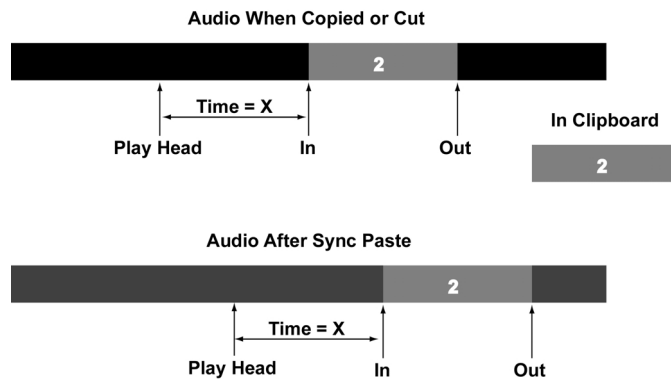 Audio When Copied or Cut
2
Time = X
Play Head In Out
In Clipboard
2
Audio After Sync Paste
2
Time = X
Play Head In Out